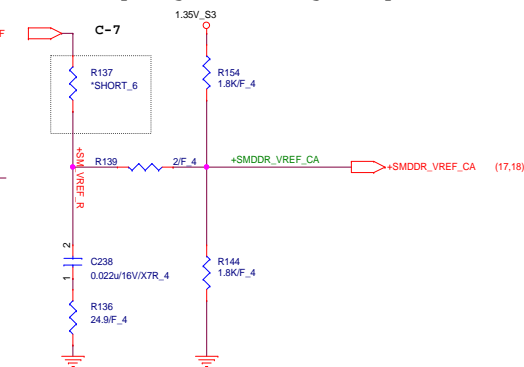 1.35V_S3
F
C-7
R137
*SHORT_6
R154
1.8K/F_4
+SM_VREF_R
R139
2/F_4
+SMDDR_VREF_CA
+SMDDR_VREF_CA
(17,18)
2
1
C238
0.022u/16V/X7R_4
R144
1.8K/F_4
R136
24.9/F_4